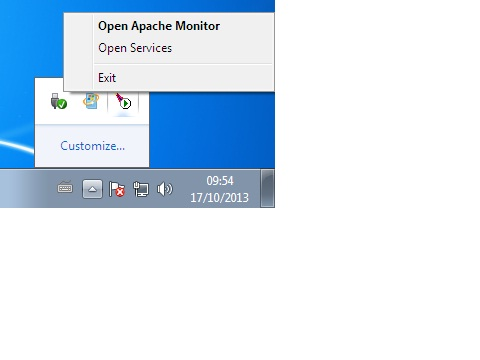 Open Apache Monitor
Open Services
Exit
Customize...
09:54
17/10/2013